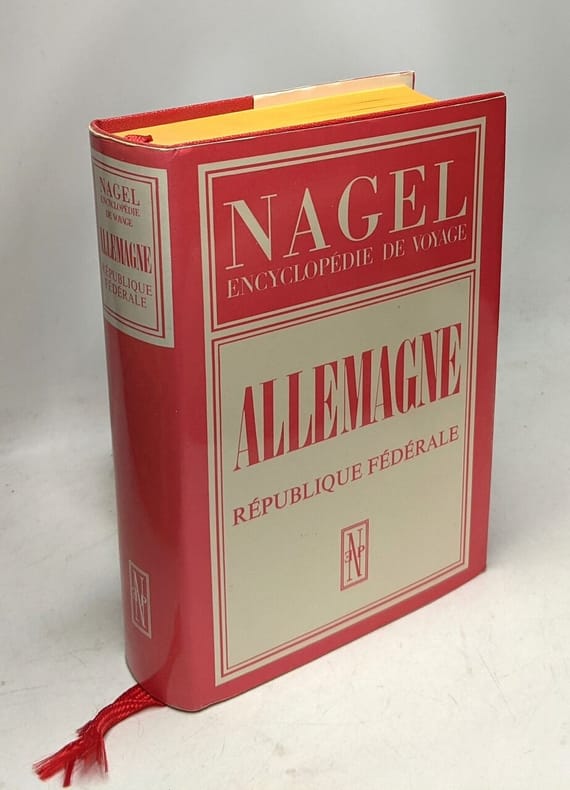 NAGEL
ENCYCLOPÉDIE
DE VOYAGE
ALLEMAGNE
RÉPUBLIQUE
FÉDÉRALE
NAGEL
ENCYCLOPÉDIE DE VOYAGE
ALLEMAGNE
RÉPUBLIQUE FÉDÉRALE